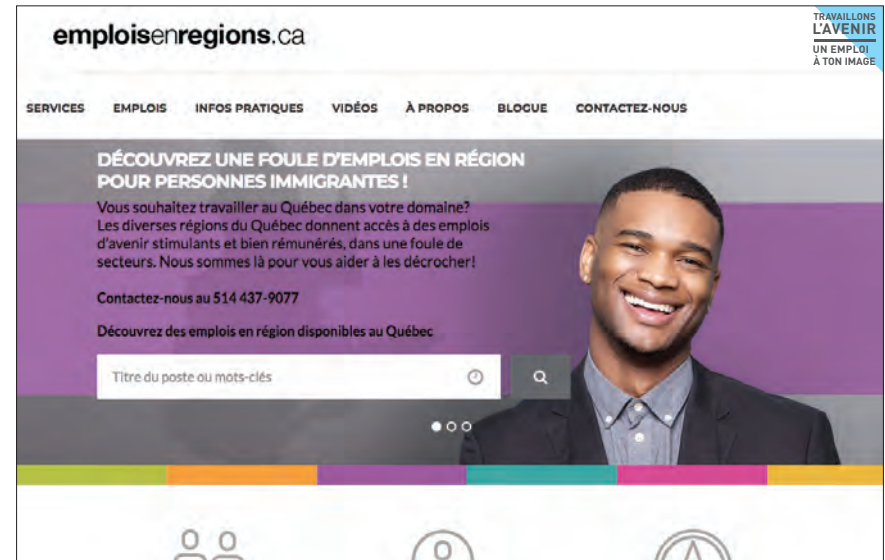 emploisenregions.ca
TRAVAILLONS
L'AVENIR
UN EMPLOI
À TON IMAGE
SERVICES EMPLOIS INFOS PRATIQUES VIDÉOS À PROPOS BLOGUE CONTACTEZ-NOUS
DÉCOUVREZ UNE FOULE D'EMPLOIS EN RÉGION
POUR PERSONNES IMMIGRANTES !
Vous souhaitez travailler au Québec dans votre domaine?
Les diverses régions du Québec donnent accès à des emplois
d'avenir stimulants et bien rémunérés, dans une foule de
secteurs. Nous sommes là pour vous aider à les décrocher!
Contactez-nous au 514 437-9077
Découvrez des emplois en région disponibles au Québec
Titre du poste ou mots-clés